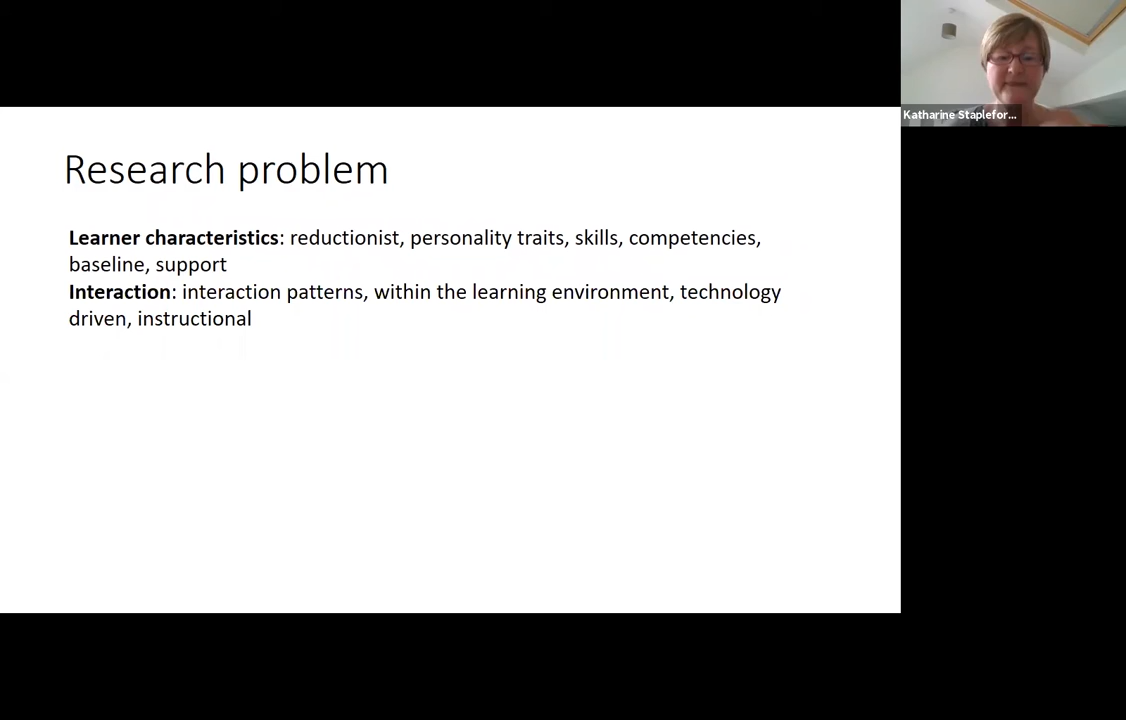 Katharine Staplefor...
Research problem
Learner characteristics: reductionist, personality traits, skills, competencies,
baseline, support
Interaction: interaction patterns, within the learning environment, technology
driven, instructional